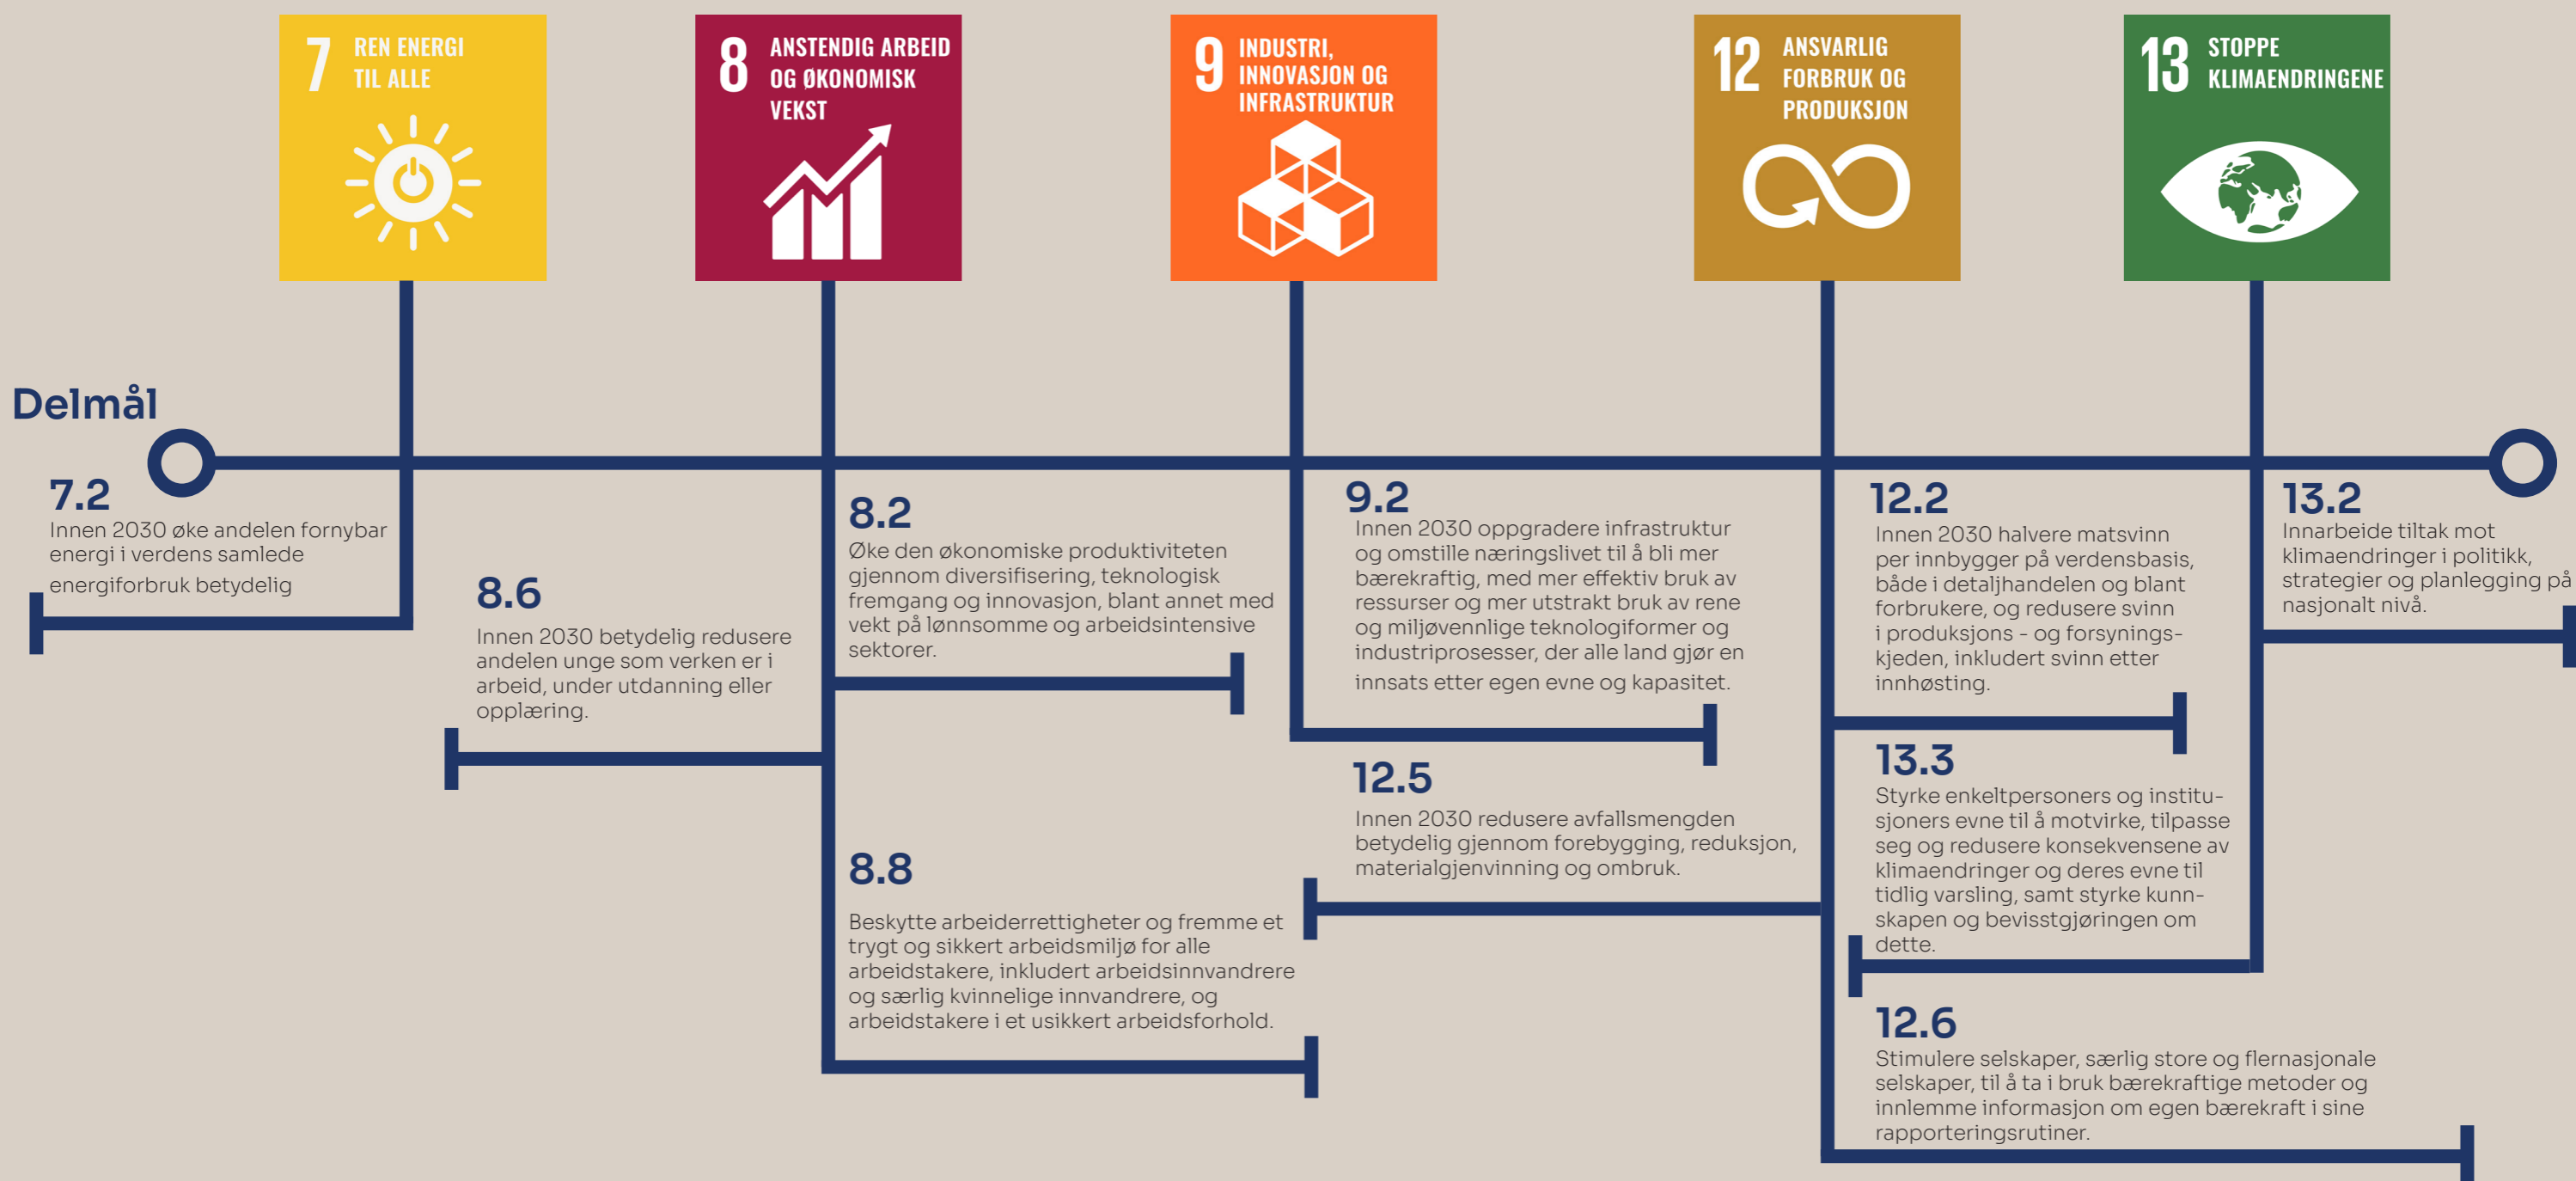 7 REN ENERGI
TIL ALLE
8 ANSTENDIG ARBEID
OG ØKONOMISK
VEKST
9 INDUSTRI,
INNOVASJON OG
INFRASTRUKTUR
12 ANSVARLIG
FORBRUK OG
PRODUKSJON
13 STOPPE
KLIMAENDRINGENE
Delmål
7.2
Innen 2030 øke andelen fornybar
energi i verdens samlede
energiforbruk betydelig
8.6
Innen 2030 betydelig redusere
andelen unge som verken er i
arbeid, under utdanning eller
opplæring.
8.2
Øke den økonomiske produktiviteten
gjennom diversifisering, teknologisk
fremgang og innovasjon, blant annet med
vekt på lønnsomme og arbeidsintensive
sektorer.
8.8
Beskytte arbeiderrettigheter og fremme et
trygt og sikkert arbeidsmiljø for alle
arbeidstakere, inkludert arbeidsinnvandrere
og særlig kvinnelige innvandrere, og
arbeidstakere i et usikkert arbeidsforhold.
9.2
Innen 2030 oppgradere infrastruktur
og omstille næringslivet til å bli mer
bærekraftig, med mer effektiv bruk av
ressurser og mer utstrakt bruk av rene
og miljøvennlige teknologiformer og
industriprosesser, der alle land gjør en
innsats etter egen evne og kapasitet.
12.5
Innen 2030 redusere avfallsmengden
betydelig gjennom forebygging, reduksjon,
materialgjenvinning og ombruk.
12.2
Innen 2030 halvere matsvinn
per innbygger på verdensbasis,
både i detaljhandelen og blant
forbrukere, og redusere svinn
i produksjons - og forsynings-
kjeden, inkludert svinn etter
innhøsting.
13.3
Styrke enkeltpersoners og institu-
sjoners evne til å motvirke, tilpasse
seg og redusere konsekvensene av
klimaendringer og deres evne til
tidlig varsling, samt styrke kunn-
skapen og bevisstgjøringen om
dette.
12.6
Stimulere selskaper, særlig store og flernasjonale
selskaper, til å ta i bruk bærekraftige metoder og
innlemme informasjon om egen bærekraft i sine
rapporteringsrutiner.
13.2
Innarbeide tiltak mot
klimaendringer i politikk,
strategier og planlegging på
nasjonalt nivå.